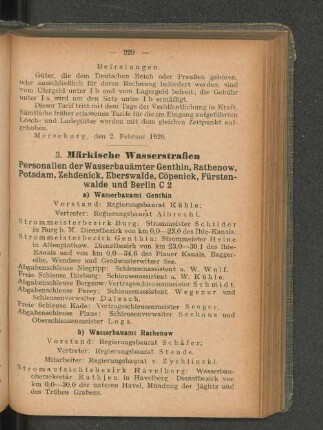 — 229 —
Befreiungen
Güter, die dem Deutschen Reich oder Preußen gehören,
oder ausschließlich für deren Rechnung befördert werden, sind
vom Ufergeld unter I b und vom Lagergeld befreit; die Gebühr
unter I a, wird um den Satz unter I b ermäßigt.
Dieser Tarif tritt mit dem Tage der Veröffentlichung in Kraft.
Sämtliche früher erlassenen Tarife für die im Eingang aufgeführten
Lösch- und Ladeplätze werden mit dem gleichen Zeitpunkt auf-
gehoben.
Merseburg, den 2. Februar 1926.
3. Märkische Wasserstraßen
Personalien der Wasserbauämter Genthin, Rathenow,
Potsdam, Zehdenick, Eberswalde, Cöpenick, Fürsten-
walde und Berlin C 2
a) Wasserbauamt Genthin
Vorstand: Regierungsbaurat Kühle;
Vertreter: Regierungsbaurat Albrecht.
Strommeisterbezirk Burg: Strommeister Schilder
in Burg b. M. Dienstbezirk von km 0,0—23,0 des Ihle-Kanals.
Strommeisterbezirk Genthin: Strommeister Heine
in Altenplathow. Dienstbezirk von km 23,0—30,1 des Ihle-
Kanals und von km 0,0—34,6 des Plauer Kanals, Bagger-
elbe, Wendsee und Großwusterwitzer See.
Abgabenschleuse Niegripp: Schleusenassistent a. W. Wolf.
Freie Schleuse Ihleburg: Schleusenassistent a. W. Kühle.
Abgabenschleuse Bergzow: Vertragsschleusenmeister Schmidt.
Abgabenschleuse Parey: Schleusenassistent Wegener und
Schleusenverwalter Dalesch.
Freie Schleuse Kade: Vertragsschleusenmeister Seeger.
Abgabenschleuse Plaue: Schleusenverwalter Seehaus und
Oberschleusenmeister Logs.
b) Wasserbauamt Rathenow
Vorstand: Regierungsbaurat Schäfer;
Vertreter: Regierungsbaurat Staude.
Mitarbeiter: Regierungsbaurat v. Zychlinski.
Stromaufsichtsbezirk Havelberg: Wasserbau-
obersekretär Rathjen in Havelberg Dienstbezirk von
km 0,0—30,0 der unteren Havel, Mündung der Jäglitz und
des Trüben Grabens.